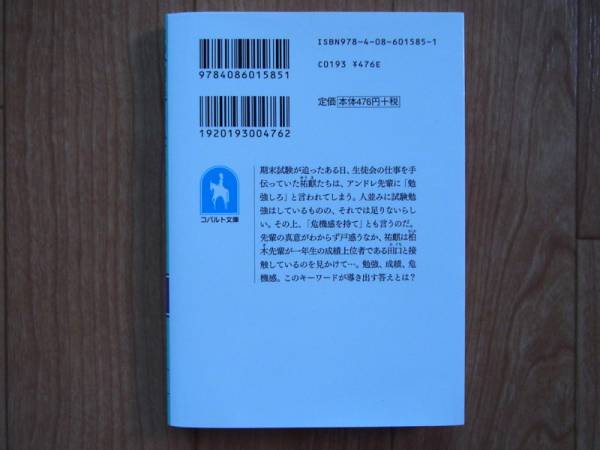 ISBN978-4-08-601585-1
C0193 ¥476E
9784086015851
定価 本体476円+税
1920193004762
コバルト文庫
期末試験が迫ったある日、生徒会の仕事を手
伝っていた祐麒たちは、アンドレ先輩に「勉
強しろ」と言われてしまう。人並みに試験勉
強はしているものの、それでは足りないらし
い。その上、「危機感を持て」とも言うのだ。
先輩の真意がわからず戸惑うなか、祐麒は柏
木先輩が一年生の成績上位者である田口と接
触しているのを見かけて…。勉強、成績、危
機感。このキーワードが導き出す答えとは?